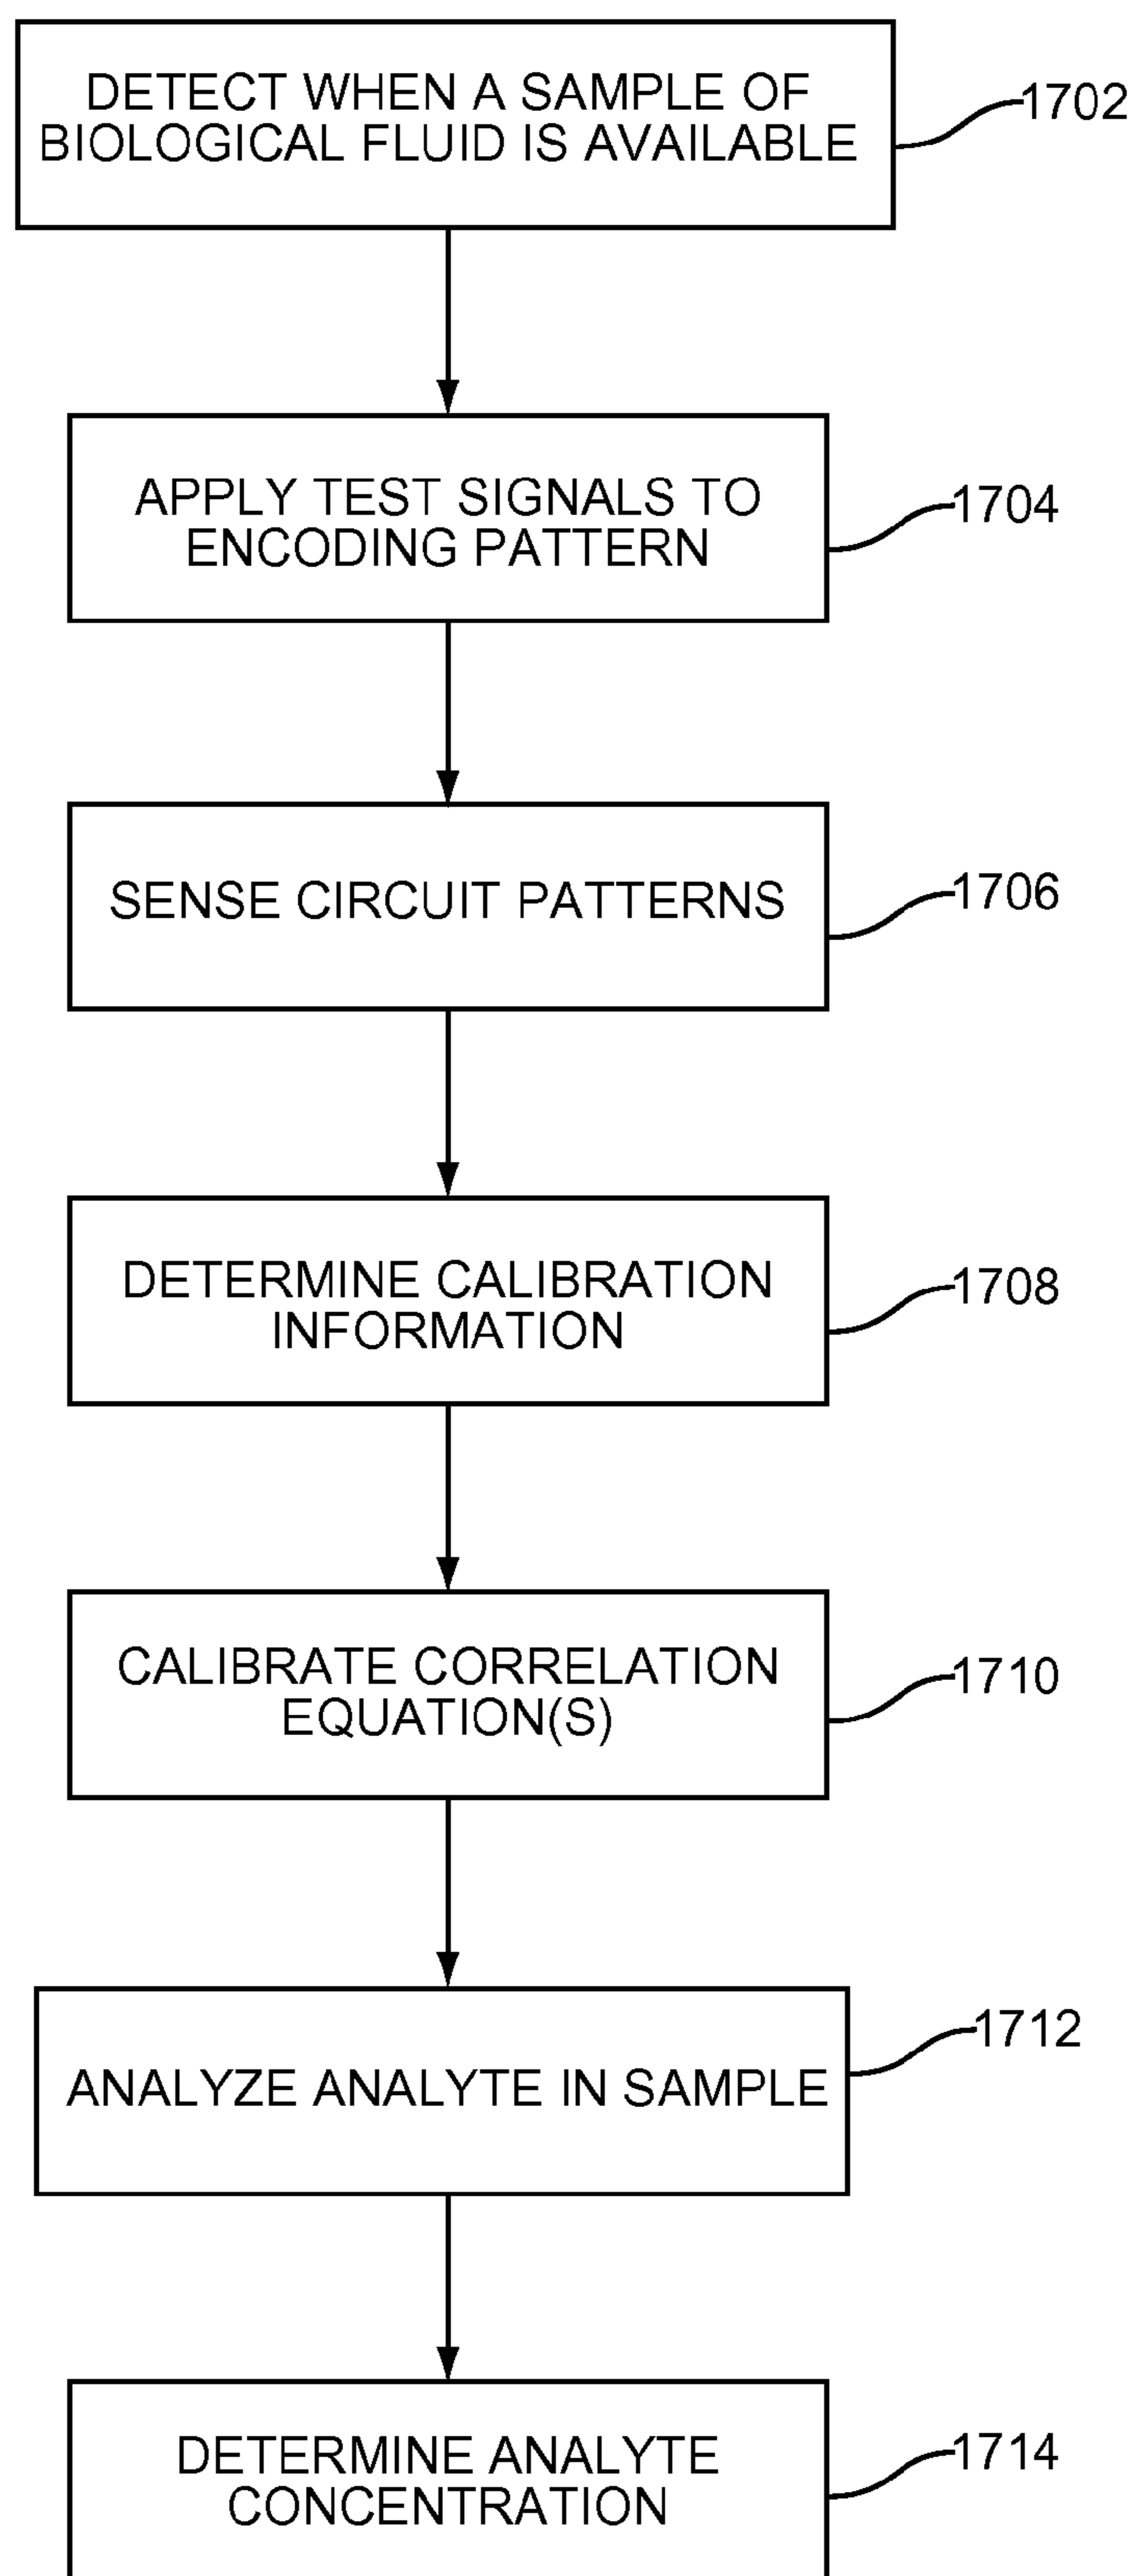 DETECT WHEN A SAMPLE OF
BIOLOGICAL FLUID IS AVAILABLE
1702
APPLY TEST SIGNALS TO
ENCODING PATTERN
1704
SENSE CIRCUIT PATTERNS
1706
DETERMINE CALIBRATION
INFORMATION
1708
CALIBRATE CORRELATION
EQUATION(S)
1710
ANALYZE ANALYTE IN SAMPLE
1712
DETERMINE ANALYTE
CONCENTRATION
1714